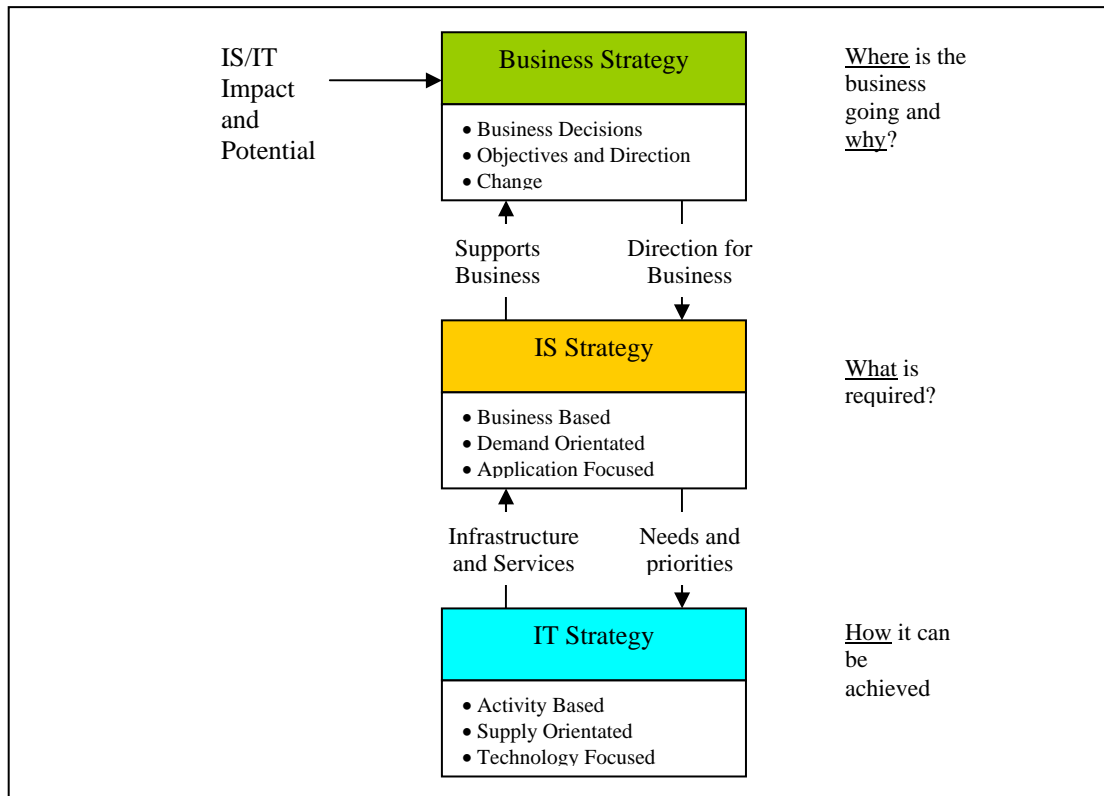 IS/IT
Impact
and
Potential
Business Strategy
• Business Decisions
• Objectives and Direction
• Change
Where is the
business
going and
why?
Supports
Business
Direction for
Business
IS Strategy
• Business Based
• Demand Orientated
• Application Focused
What is
required?
Infrastructure
and Services
Needs and
priorities
IT Strategy
• Activity Based
• Supply Orientated
• Technology Focused
How it can
be
achieved